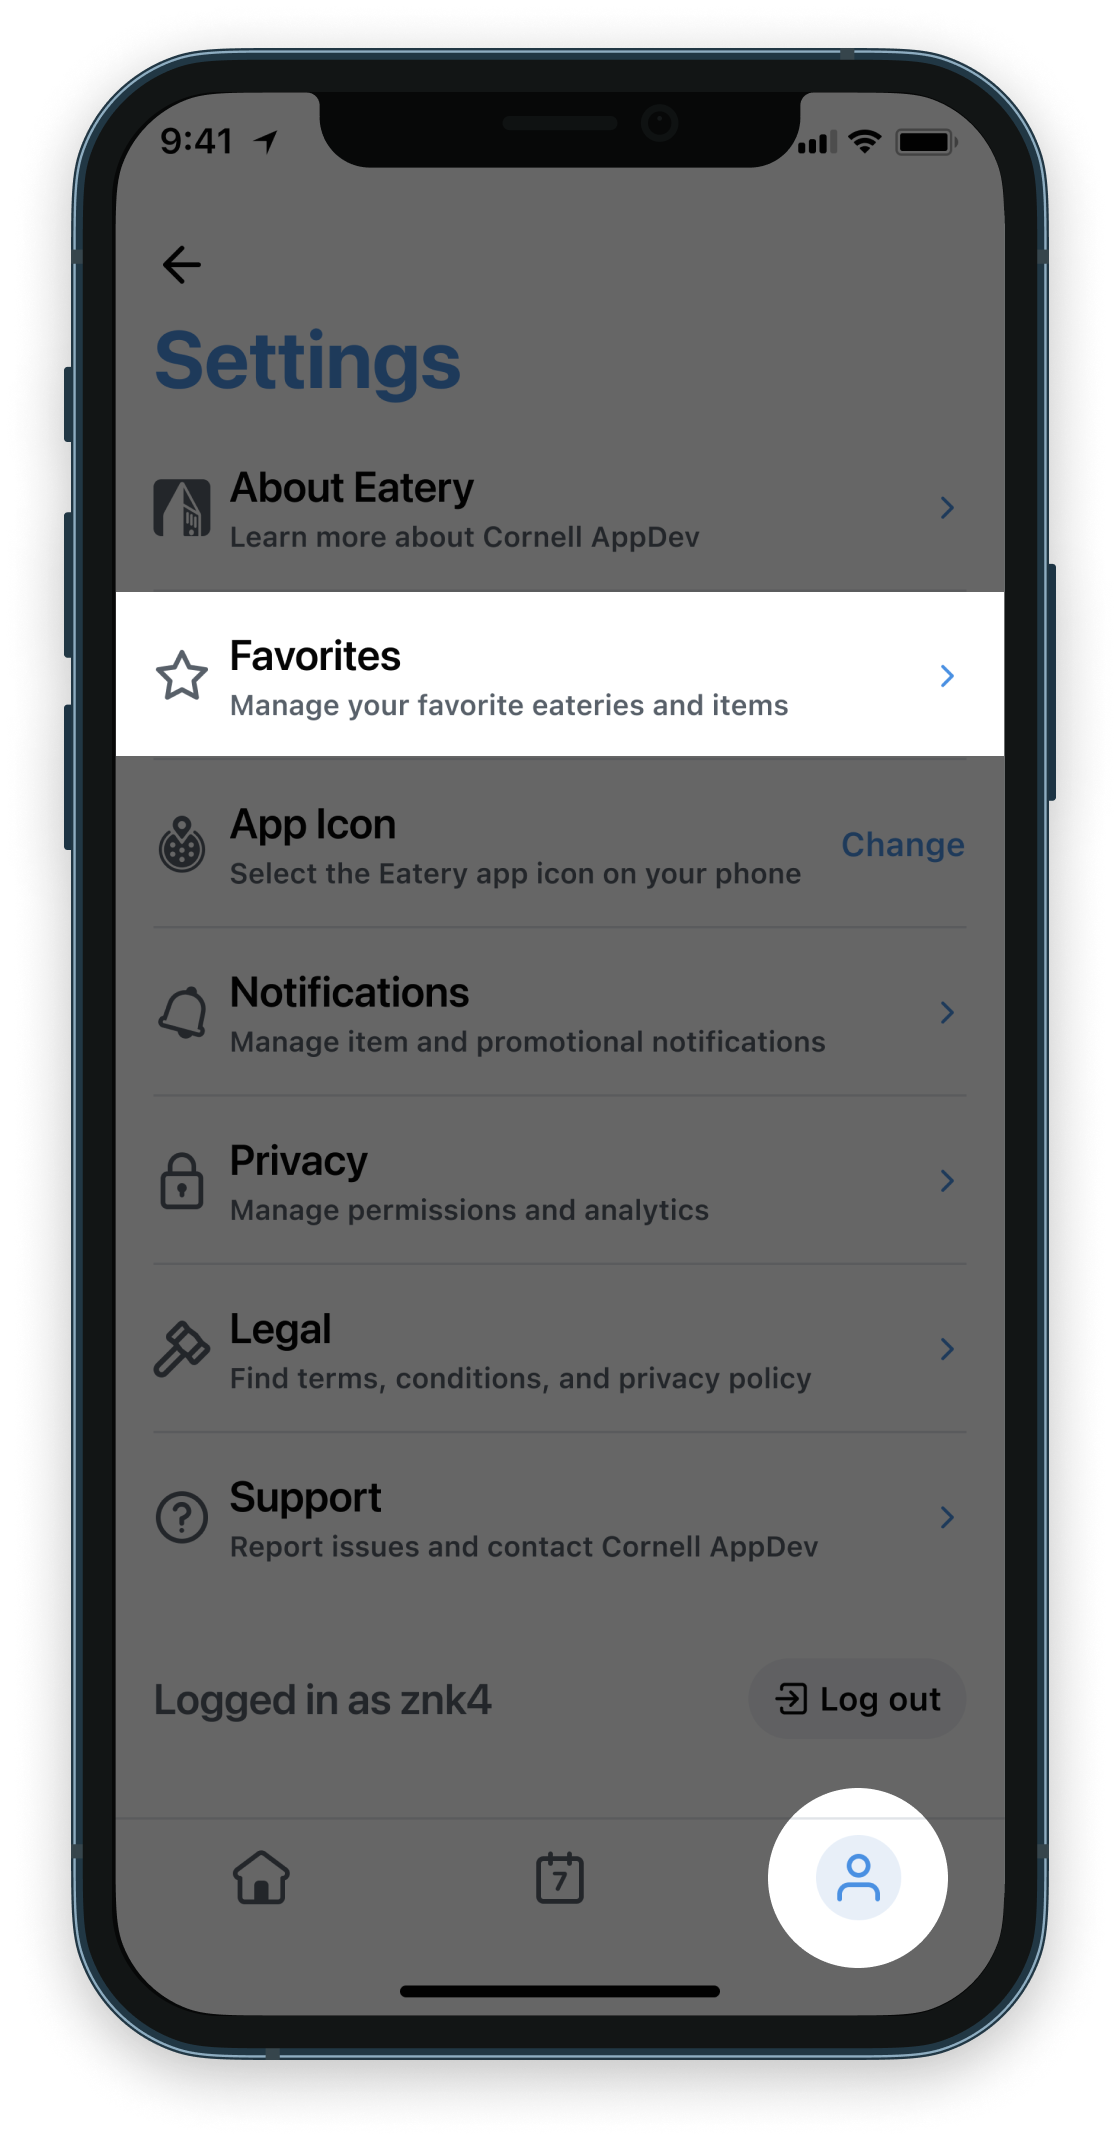 9:41
Settings
About Eatery
Learn more about Cornell AppDev
Favorites
Manage your favorite eateries and items
App Icon
Select the Eatery app icon on your phone
Change
Notifications
Manage item and promotional notifications
Privacy
Manage permissions and analytics
Legal
Find terms, conditions, and privacy policy
Support
Report issues and contact Cornell AppDev
Logged in as znk4
Log out
7